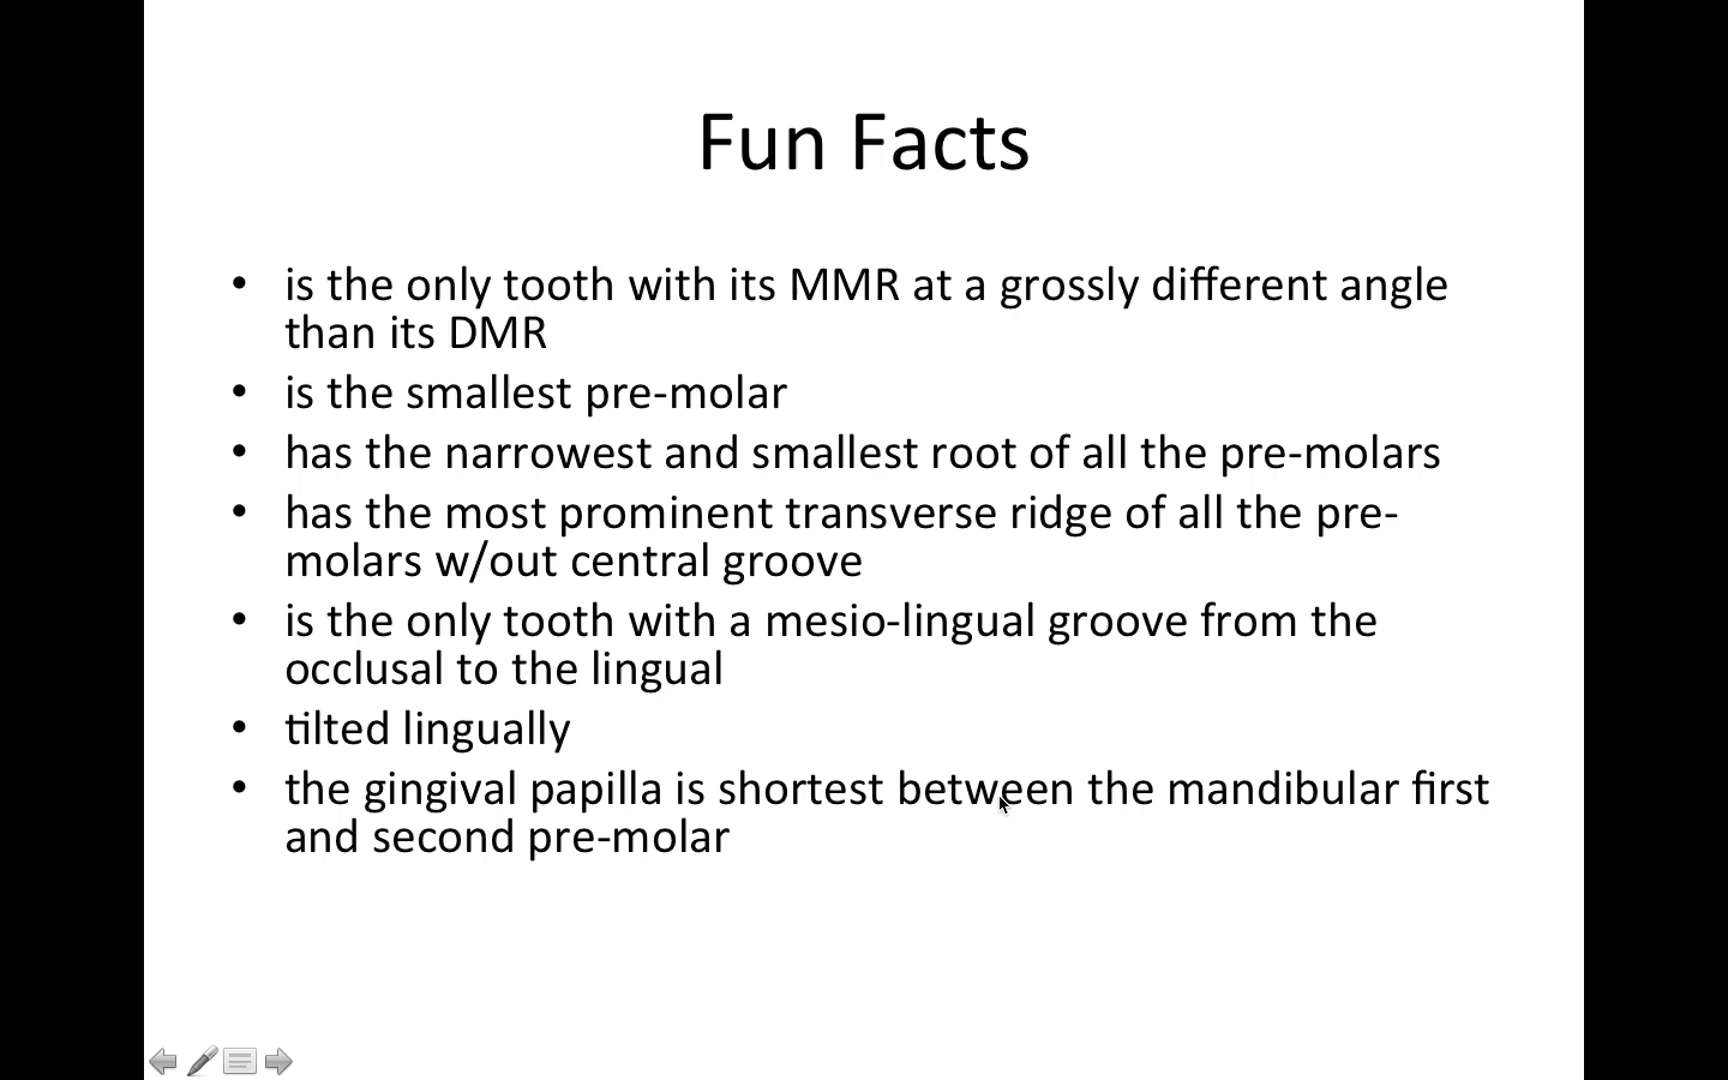 Fun Facts
• is the only tooth with its MMR at a grossly different angle
than its DMR
• is the smallest pre-molar
• has the narrowest and smallest root of all the pre-molars
• has the most prominent transverse ridge of all the pre-
molars w/out central groove
• is the only tooth with a mesio-lingual groove from the
occlusal to the lingual
• tilted lingually
• the gingival papilla is shortest between the mandibular first
and second pre-molar